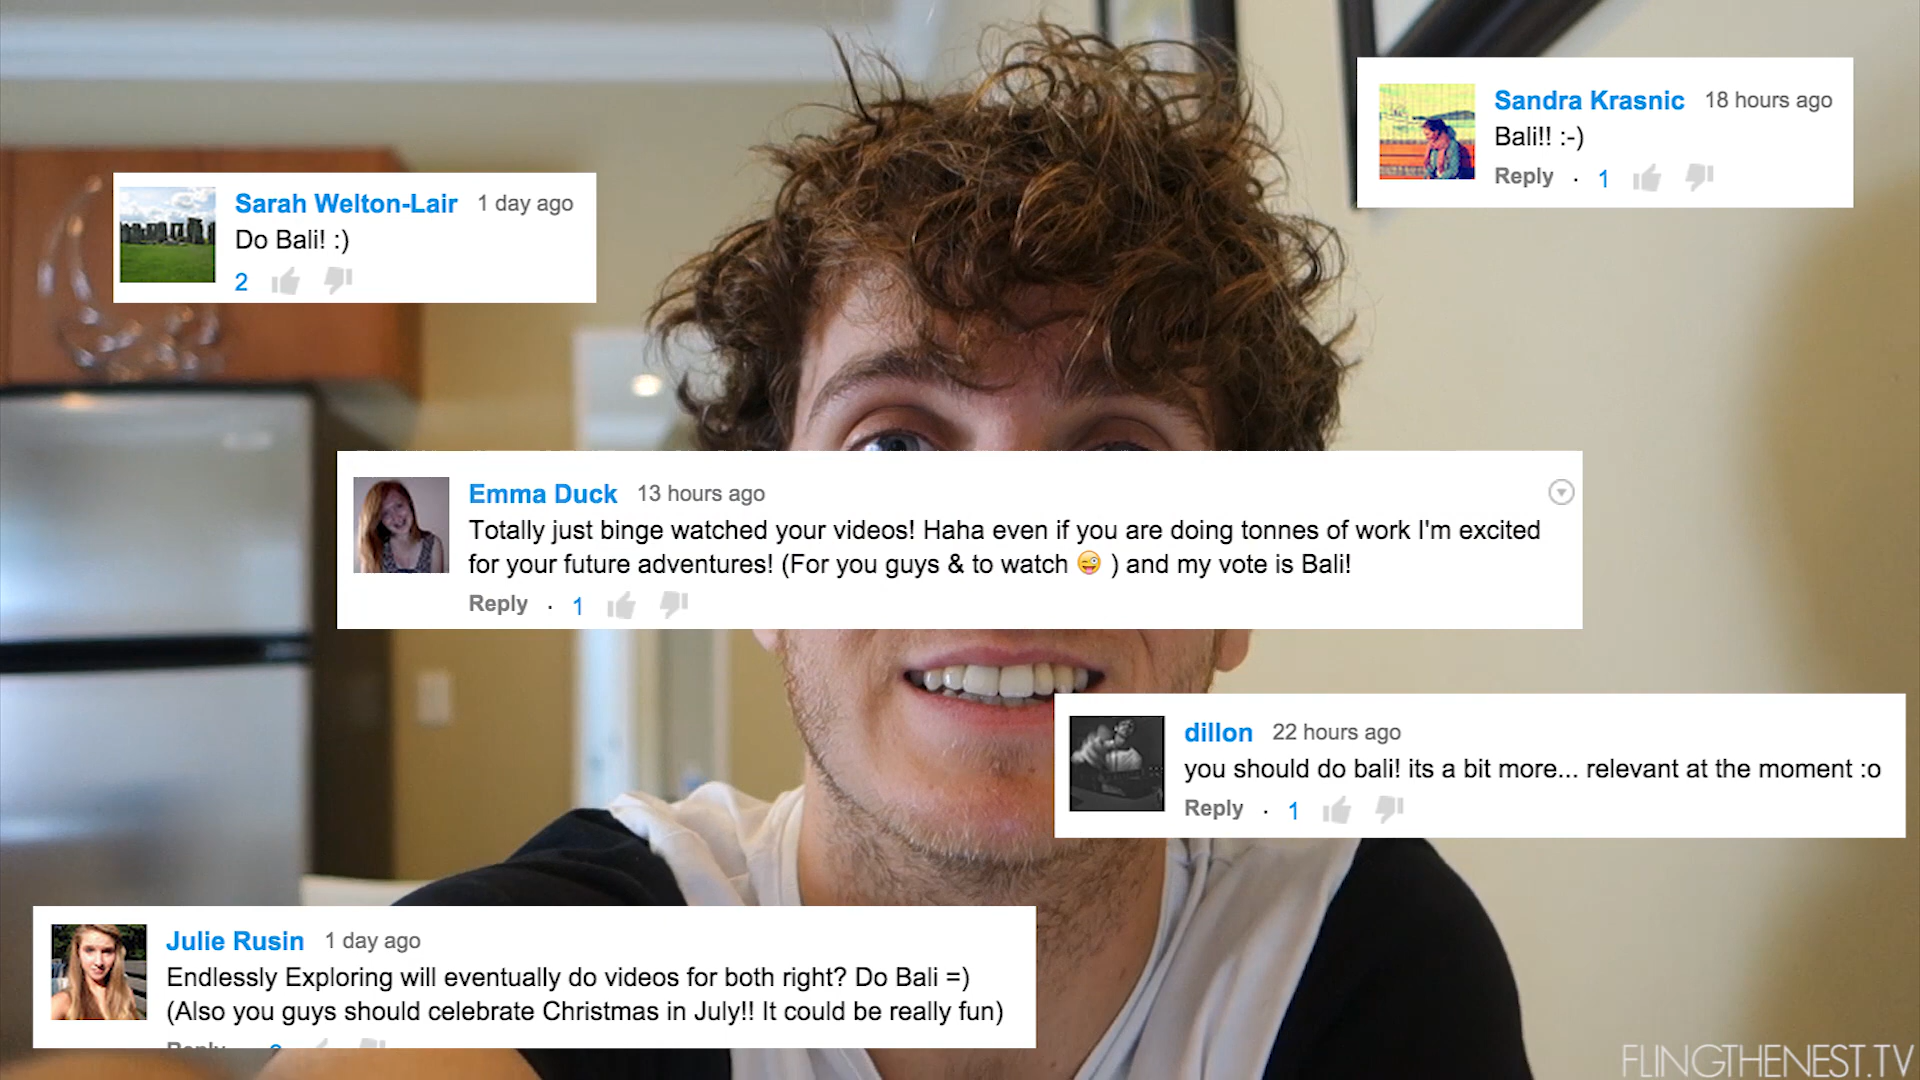 Sandra Krasnic 18 hours ago
Bali!! :-)
Reply · 1
Sarah Welton-Lair 1 day ago
Do Bali! :)
2
Emma Duck 13 hours ago
Totally just binge watched your videos! Haha even if you are doing tonnes of work I'm excited
for your future adventures! (For you guys & to watch 😜 ) and my vote is Bali!
Reply · 1
dillon 22 hours ago
you should do bali! its a bit more... relevant at the moment :o
Reply · 1
Julie Rusin 1 day ago
Endlessly Exploring will eventually do videos for both right? Do Bali =)
(Also you guys should celebrate Christmas in July!! It could be really fun)
Reply
FLINGTHENEST.TV